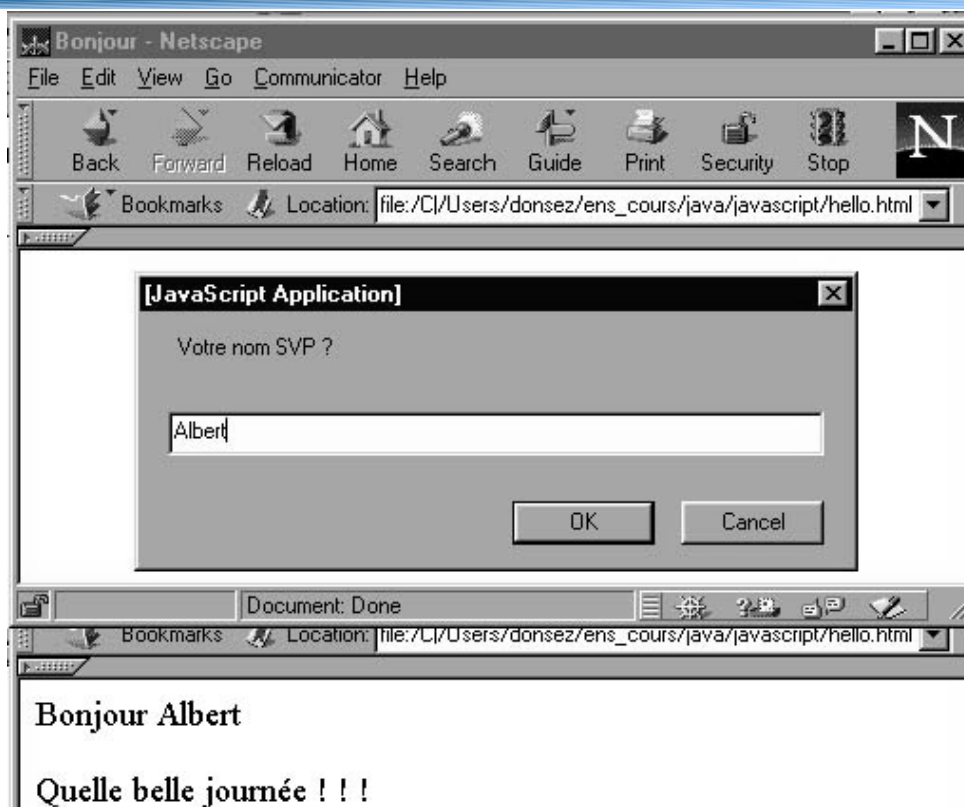 Bonjour - Netscape
File Edit View Go Communicator Help
Back Forward Reload Home Search Guide Print Security Stop
N
Bookmarks Location: file:/C|/Users/donsez/ens_cours/java/javascript/hello.html
[JavaScript Application]
Votre nom SVP ?
Albert
OK Cancel
Document: Done
Bookmarks Location: file:/C|/Users/donsez/ens_cours/java/javascript/hello.html
Bonjour Albert
Quelle belle journée ! ! !